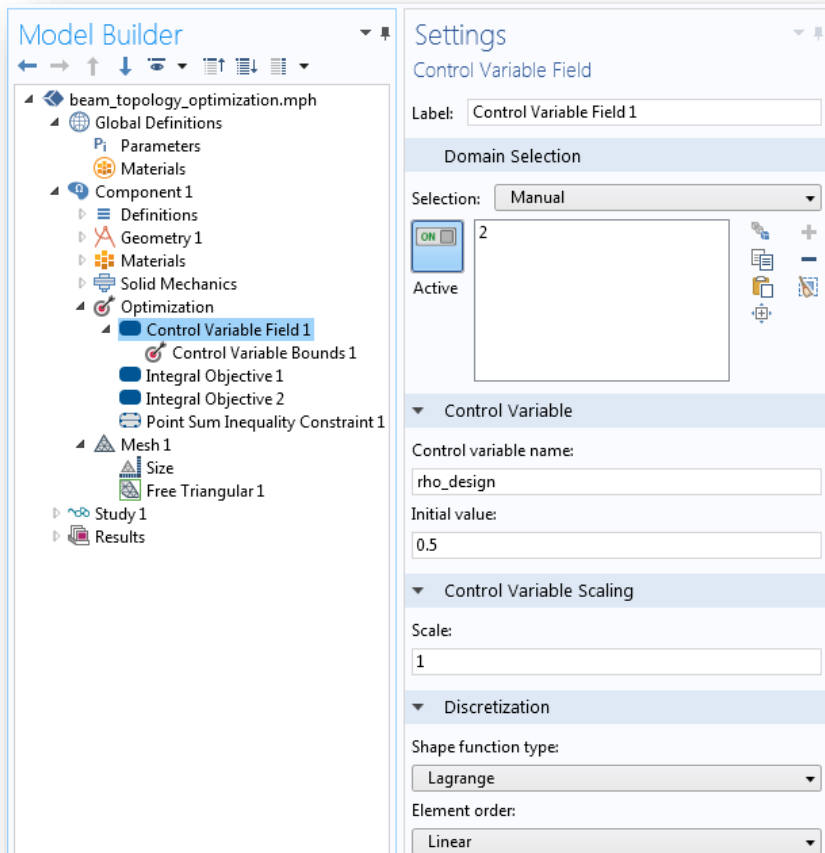 Model Builder
beam_topology_optimization.mph
Global Definitions
Pi Parameters
Materials
Component 1
Definitions
Geometry 1
Materials
Solid Mechanics
Optimization
Control Variable Field 1
Control Variable Bounds 1
Integral Objective 1
Integral Objective 2
Point Sum Inequality Constraint 1
Mesh 1
Size
Free Triangular 1
Study 1
Results
Settings
Control Variable Field
Label: Control Variable Field 1
Domain Selection
Selection: Manual
ON
2
Active
Control Variable
Control variable name:
rho_design
Initial value:
0.5
Control Variable Scaling
Scale:
1
Discretization
Shape function type:
Lagrange
Element order:
Linear